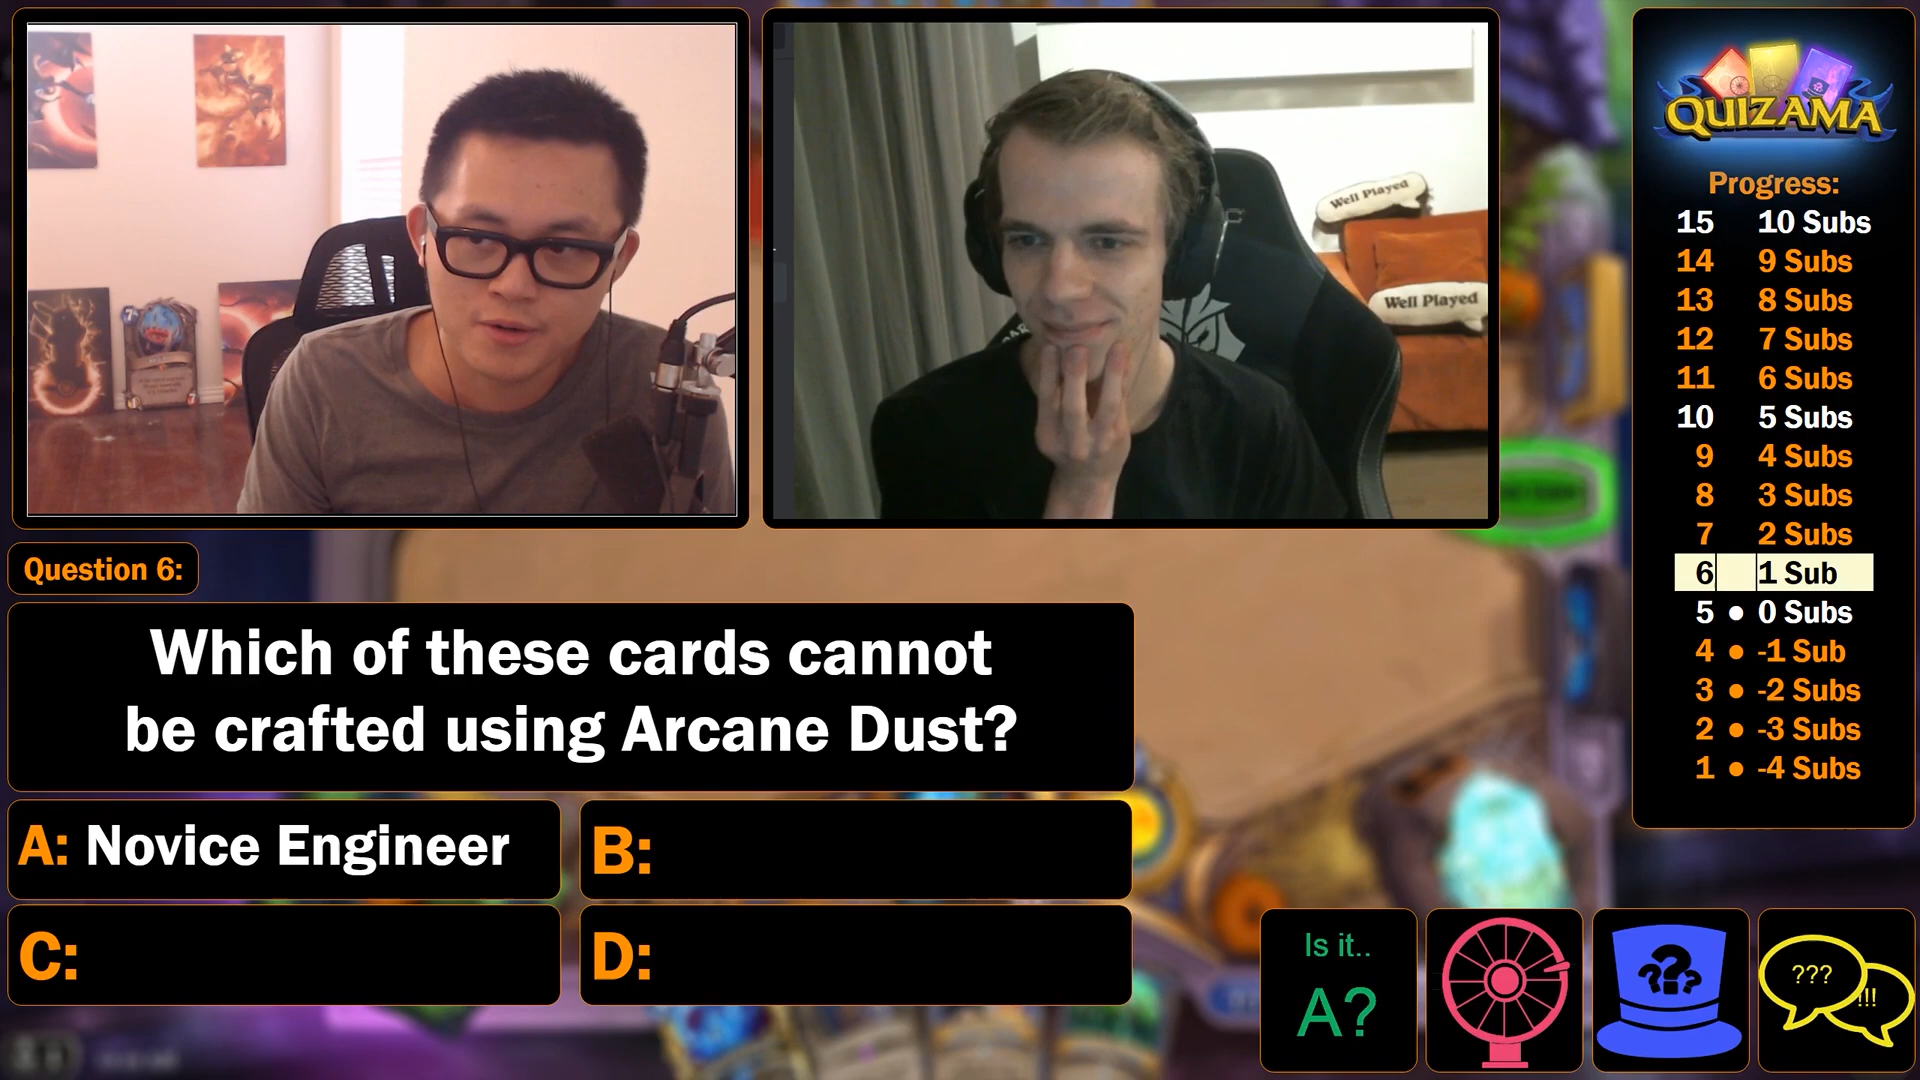 Well Played
Well Played
QUIZAMA
Progress:
15 10 Subs
14 9 Subs
13 8 Subs
12 7 Subs
11 6 Subs
10 5 Subs
9 4 Subs
8 3 Subs
7 2 Subs
6 1 Sub
5 • 0 Subs
4 • -1 Sub
3 • -2 Subs
2 • -3 Subs
1 • -4 Subs
Question 6:
Which of these cards cannot
be crafted using Arcane Dust?
A: Novice Engineer
B:
C:
D:
Is it..
A?
???
???
!!!